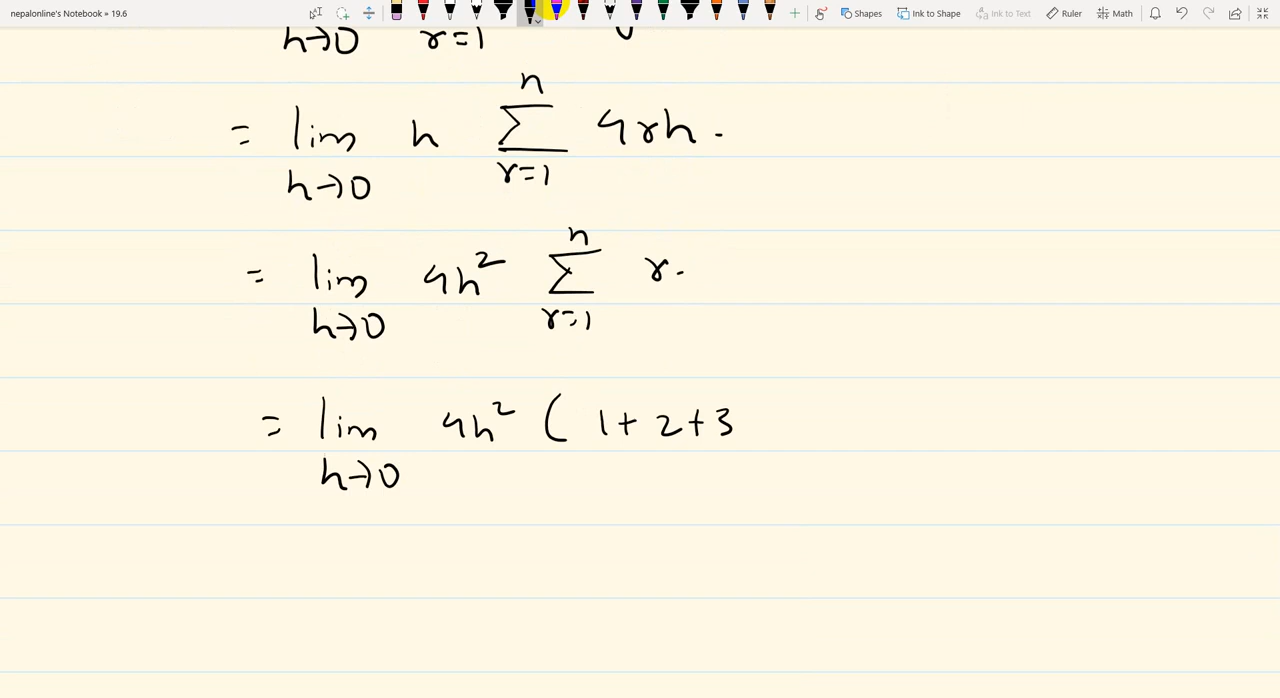 nepalonline's Notebook » 19.6
Shapes Ink to Shape Ink to Text Ruler Math
h→0 r=1
= lim h→0 h ∑ r=1 n 4rh.
= lim h→0 4h² ∑ r=1 n r.
= lim h→0 4h² ( 1+2+3